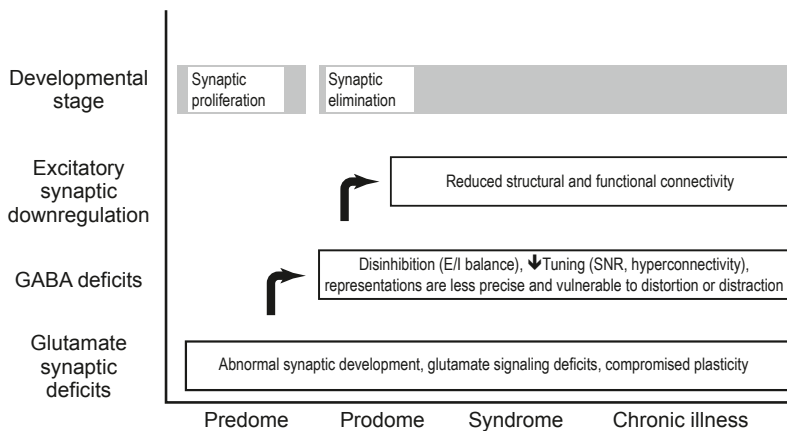 Developmental
stage
Synaptic
proliferation
Synaptic
elimination
Excitatory
synaptic
downregulation
Reduced structural and functional connectivity
GABA deficits
Disinhibition (E/I balance), 🡻Tuning (SNR, hyperconnectivity),
representations are less precise and vulnerable to distortion or distraction
Glutamate
synaptic
deficits
Abnormal synaptic development, glutamate signaling deficits, compromised plasticity
Predome Prodome Syndrome Chronic illness